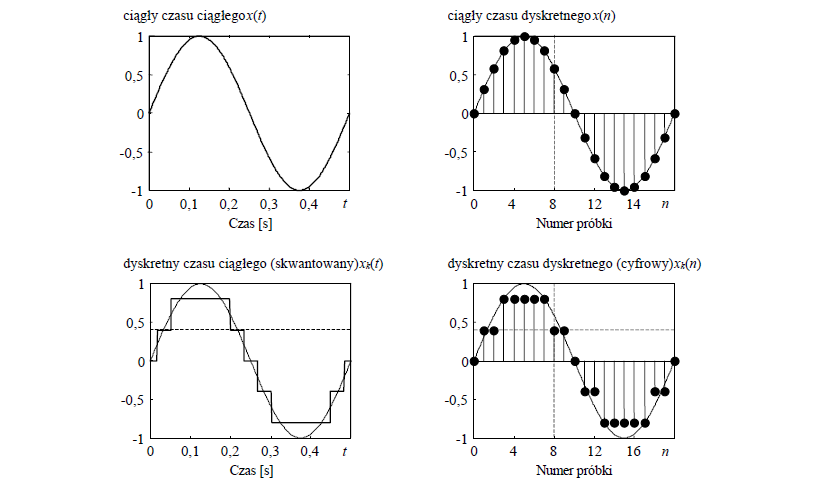 ciągły czasu ciągłego x(t)
1
0,5
0
-0,5
-1
0 0,1 0,2 0,3 0,4 t
Czas [s]
ciągły czasu dyskretnego x(n)
1
0,5
0
-0,5
-1
0 4 8 12 14 n
Numer próbki
dyskretny czasu ciągłego (skwantowany) xk(t)
1
0,5
0
-0,5
-1
0 0,1 0,2 0,3 0,4 t
Czas [s]
dyskretny czasu dyskretnego (cyfrowy) xk(n)
1
0,5
0
-0,5
-1
0 4 8 12 16 n
Numer próbki